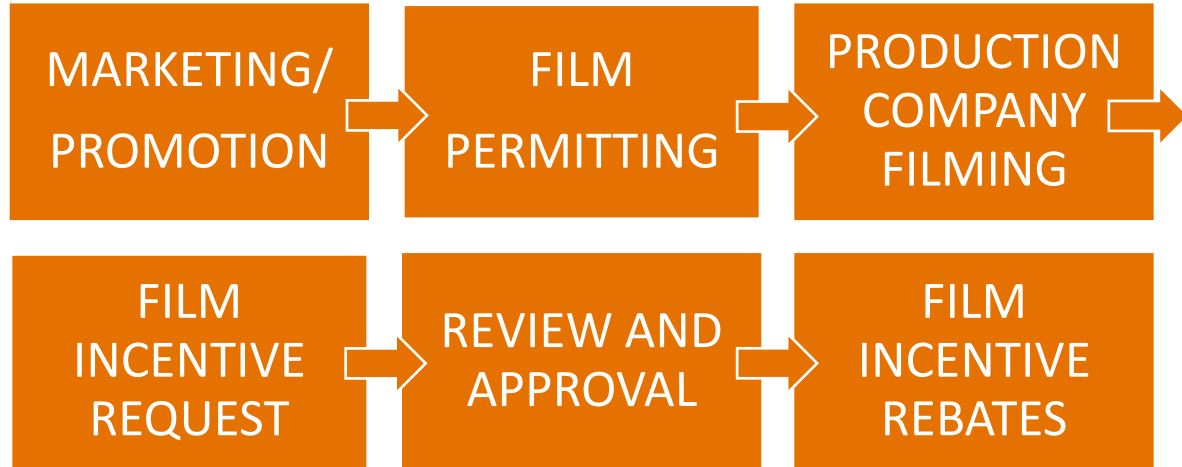 MARKETING/
PROMOTION
FILM
PERMITTING
PRODUCTION
COMPANY
FILMING
FILM
INCENTIVE
REQUEST
REVIEW AND
APPROVAL
FILM
INCENTIVE
REBATES